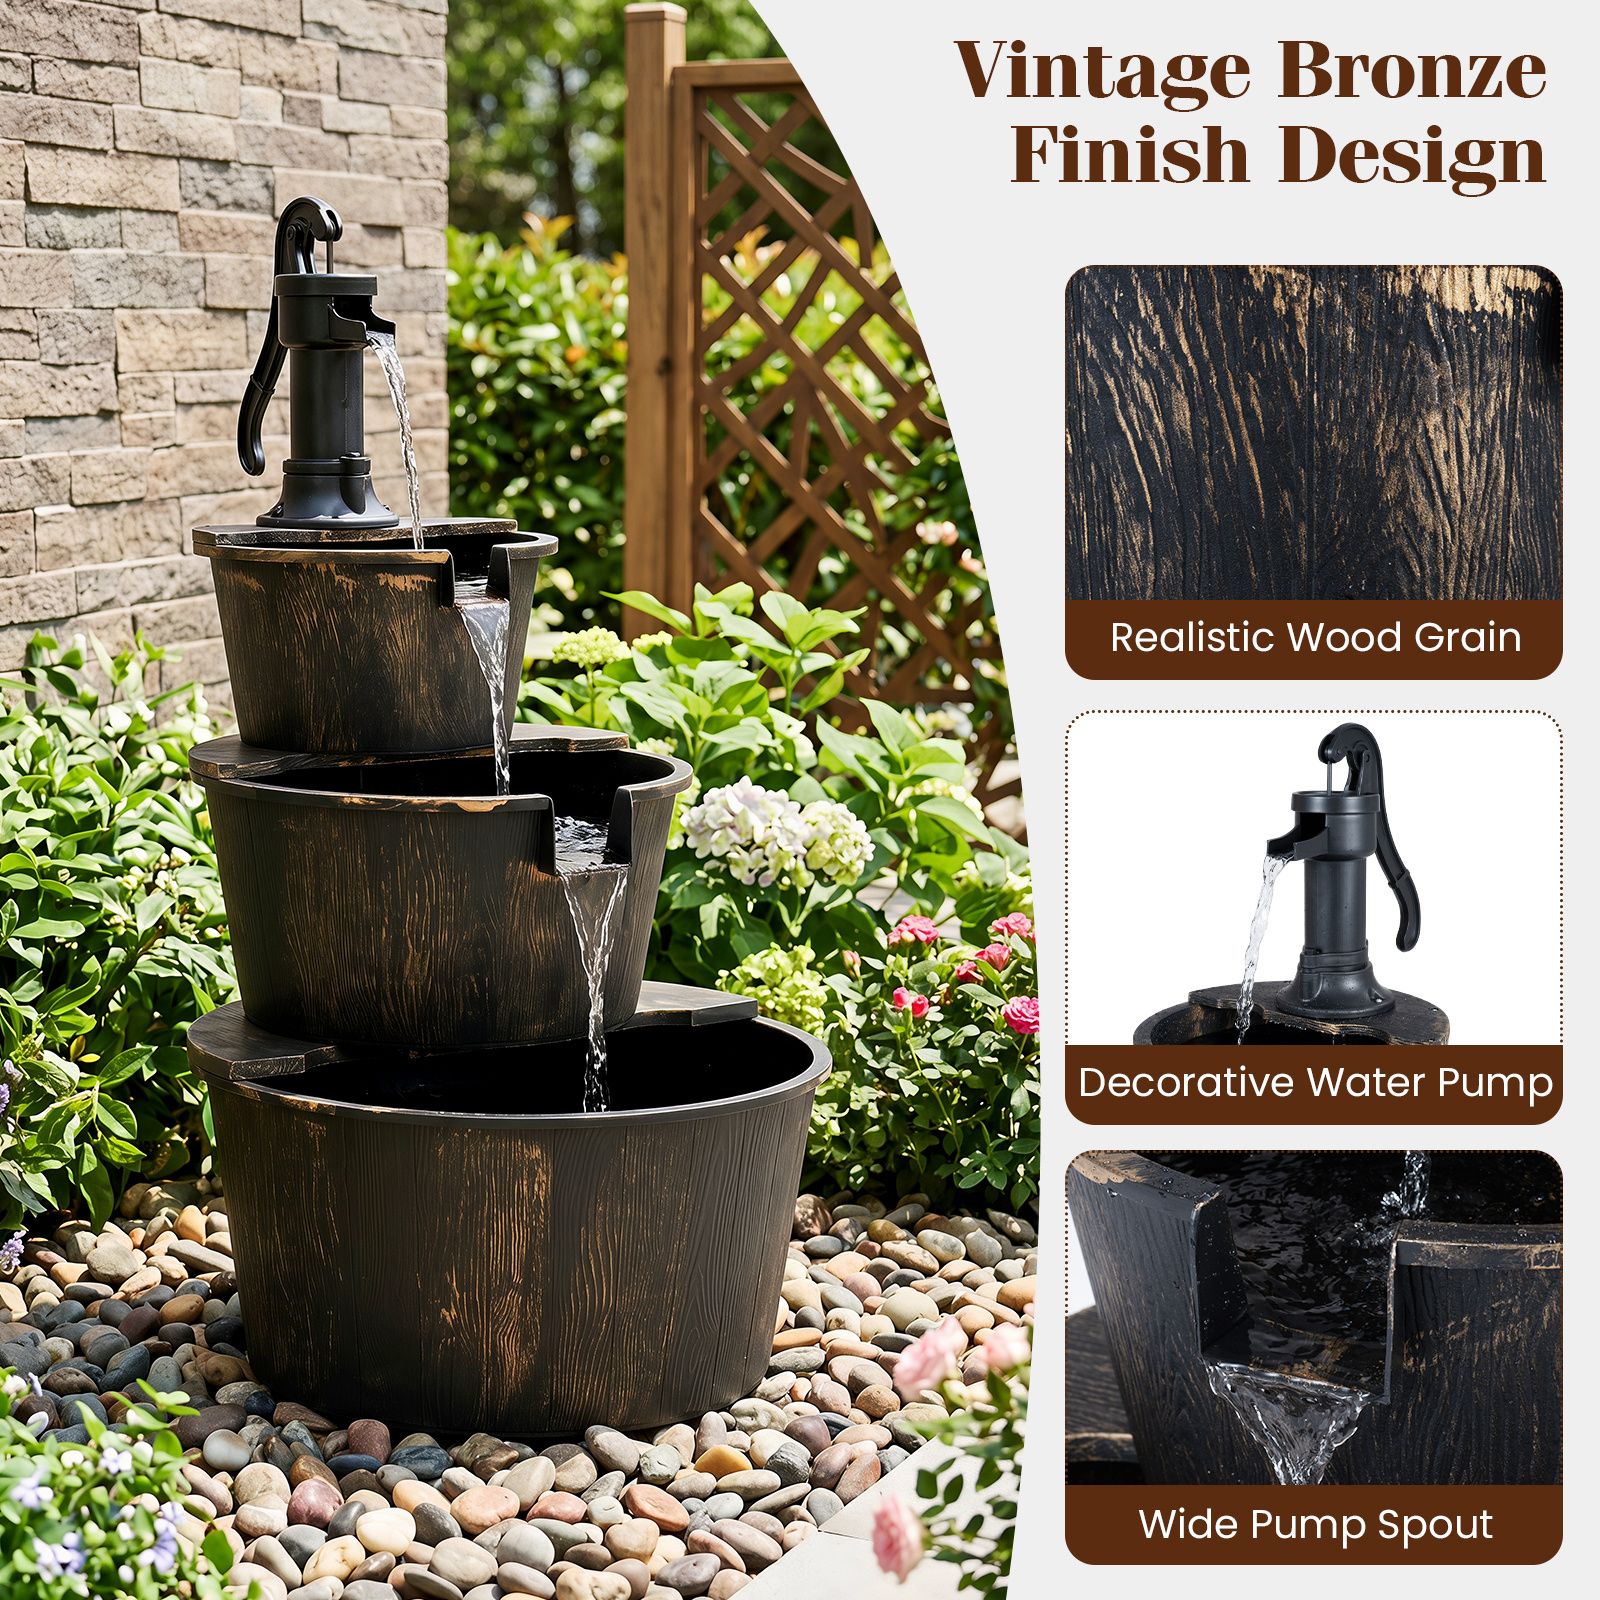 Vintage Bronze
Finish Design
Realistic Wood Grain
Decorative Water Pump
Wide Pump Spout